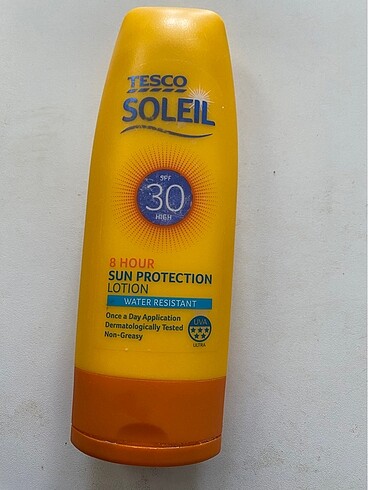 TESCO
SOLEIL
SPF
30
HIGH
8 HOUR
SUN PROTECTION
LOTION
WATER RESISTANT
Once a Day Application
Dermatologically Tested
Non-Greasy
UVA
ULTRA